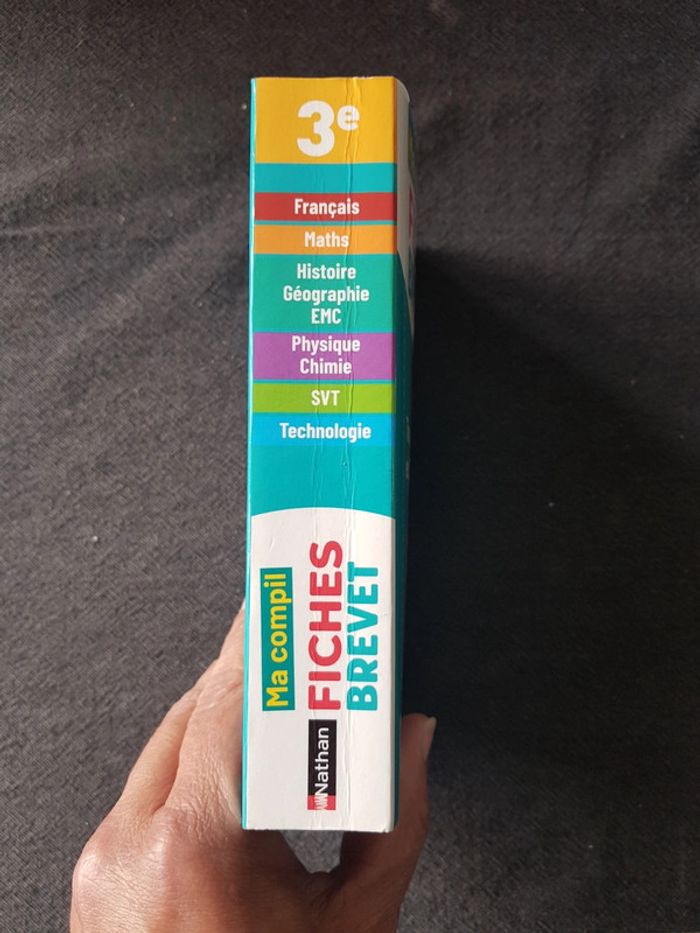 3e
Français
Maths
Histoire
Géographie
EMC
Physique
Chimie
SVT
Technologie
Ma compil
FICHES
BREVET
Nathan